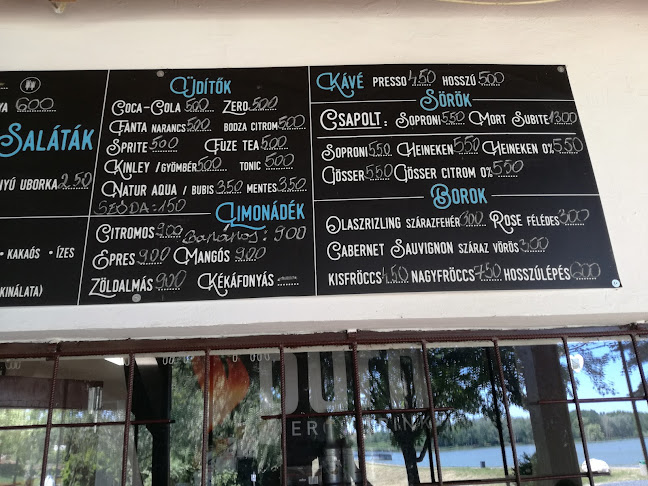 YA 600
SALÁTÁK
NYÚ UBORKA 250
• KAKAÓS • ÍZES
KINÁLATA)
ÜDÍTŐK
COCA-COLA 500 ZERO 500
FANTA NARANCS 500 BODZA CITROM 500
SPRITE 500 FUZE TEA 500
KINLEY / GYÖMBÉR 500 TONIC 500
NATUR AQUA / BUBIS 350 MENTES 350
SZÓDA: 150
LIMONÁDÉK
CITROMOS 900 Banános: 900
EPRES 900 MANGÓS 900
ZÖLDALMÁS 900 KÉKÁFONYÁS
KÁVÉ PRESSO 450 HOSSZÚ 500
SÖRÖK
CSAPOLT: SOPRONI 550 MORT SUBITE 1300
SOPRONI 550 HEINEKEN 550 HEINEKEN 0% 550
GÖSSER 550 GÖSSER CITROM 0% 550
BOROK
OLASZRIZLING SZÁRAZFEHÉR 300 ROSE FÉLÉDES 300
CABERNET SAUVIGNON SZÁRAZ VÖRÖS 300
KISFRÖCCS 450 NAGYFRÖCCS 750 HOSSZÚLÉPÉS 600
burn